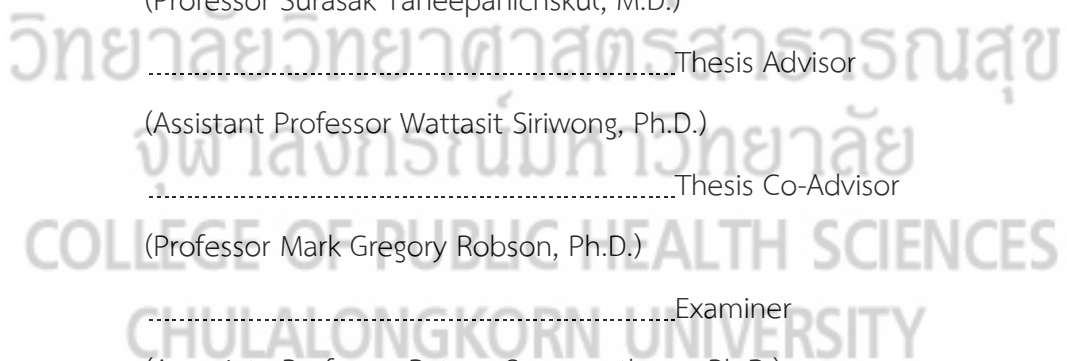 (Professor Surasak Taneepanichskul, M.D.)
วิทยาลัยวิทยาศาสตรสาธารณสุข
Thesis Advisor
(Assistant Professor Wattasit Siriwong, Ph.D.)
จุฬาลงกรณ์มหาวิทยาลัย
Thesis Co-Advisor
COLLEGE OF PUBLIC HEALTH SCIENCES
(Professor Mark Gregory Robson, Ph.D.)
Examiner
CHULALONGKORN UNIVERSITY